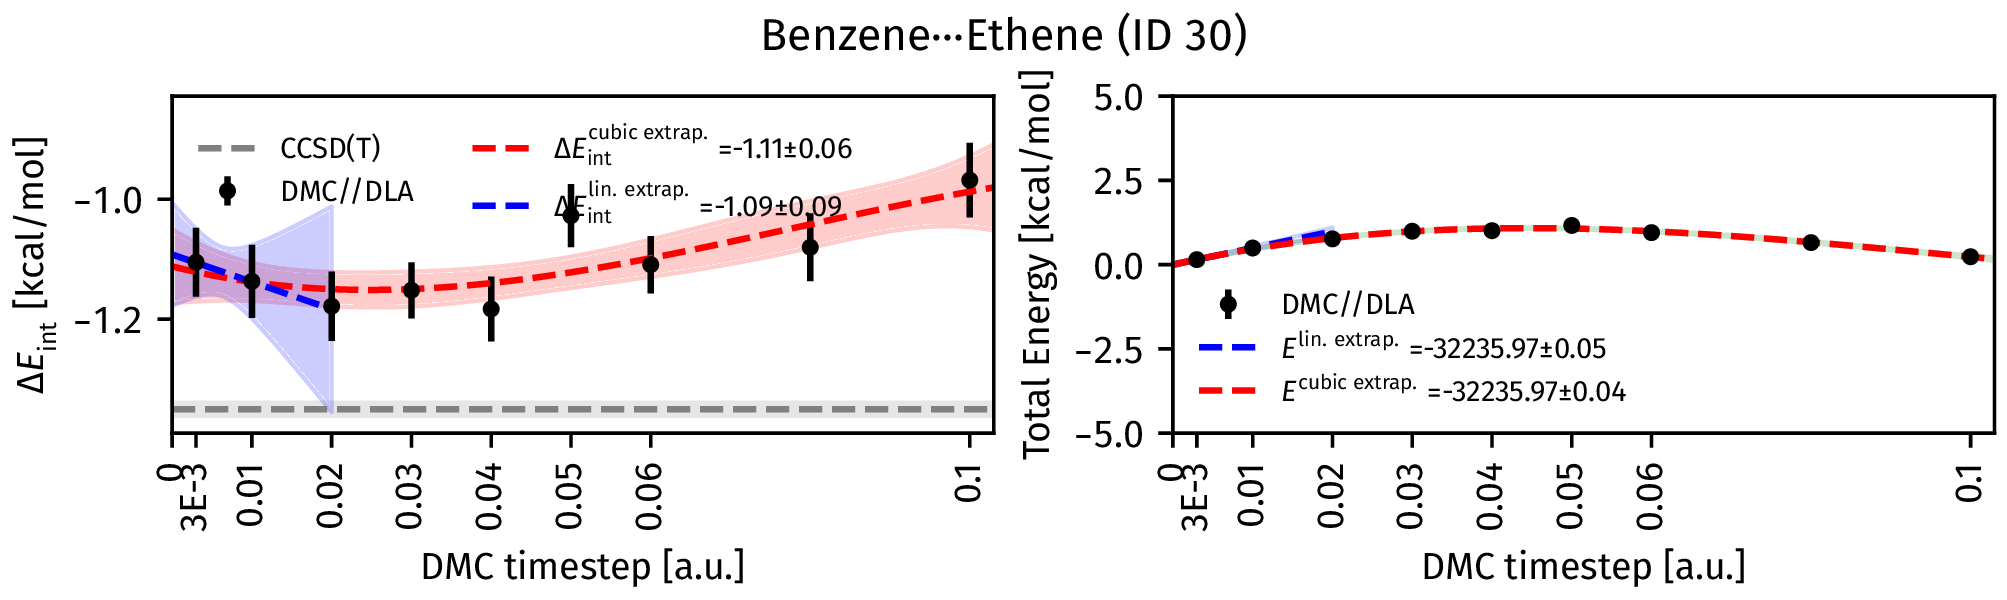 Benzene···Ethene (ID 30)
ΔE_int [kcal/mol]
−1.0
−1.2
CCSD(T)
DMC//DLA
ΔE_int^cubic extrap. =-1.11±0.06
ΔE_int^lin. extrap. =-1.09±0.09
0
3E-3
0.01
0.02
0.03
0.04
0.05
0.06
0.1
DMC timestep [a.u.]
Total Energy [kcal/mol]
5.0
2.5
0.0
−2.5
−5.0
DMC//DLA
E^lin. extrap. =-32235.97±0.05
E^cubic extrap. =-32235.97±0.04
0
3E-3
0.01
0.02
0.03
0.04
0.05
0.06
0.1
DMC timestep [a.u.]